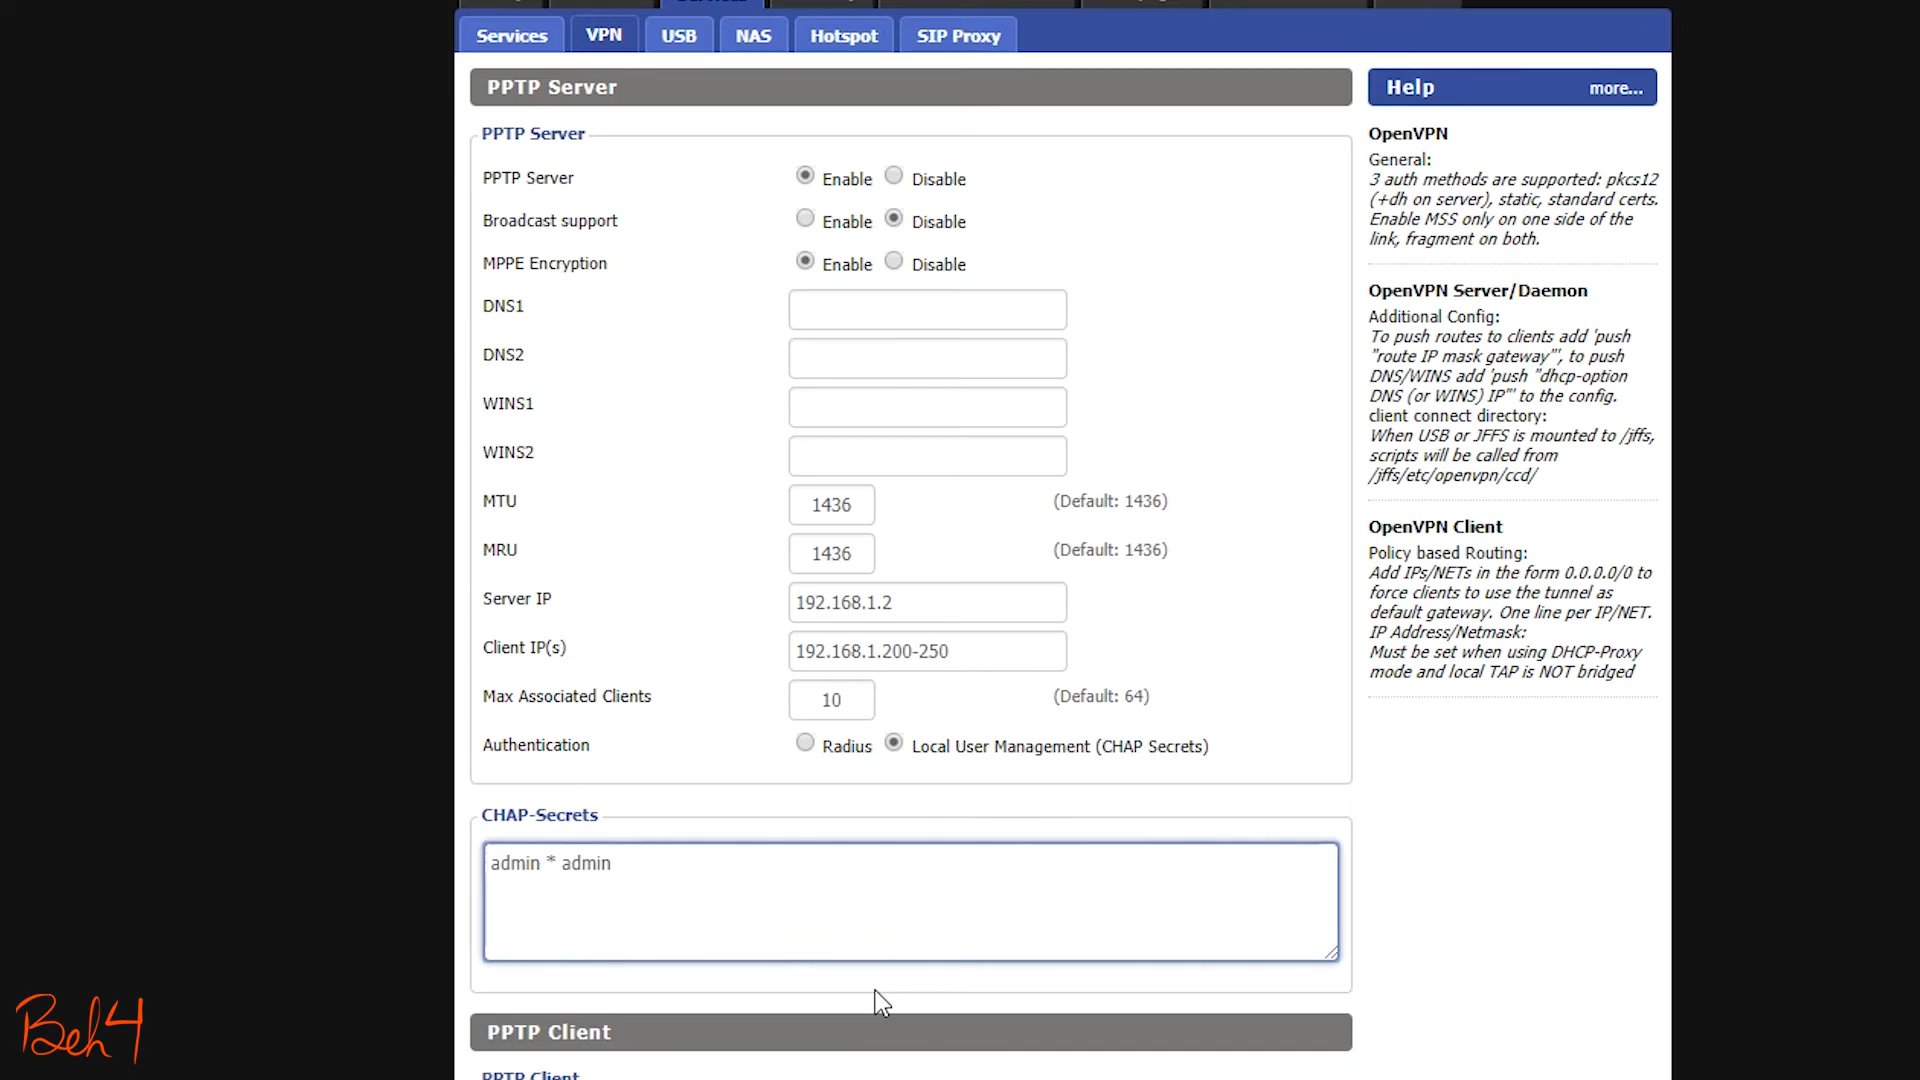 Services VPN USB NAS Hotspot SIP Proxy
PPTP Server
PPTP Server
PPTP Server Enable Disable
Broadcast support Enable Disable
MPPE Encryption Enable Disable
DNS1
DNS2
WINS1
WINS2
MTU 1436 (Default: 1436)
MRU 1436 (Default: 1436)
Server IP 192.168.1.2
Client IP(s) 192.168.1.200-250
Max Associated Clients 10 (Default: 64)
Authentication Radius Local User Management (CHAP Secrets)
CHAP-Secrets
admin * admin
PPTP Client
PPTP Client
Help more...
OpenVPN
General:
3 auth methods are supported: pkcs12
(+dh on server), static, standard certs.
Enable MSS only on one side of the
link, fragment on both.
OpenVPN Server/Daemon
Additional Config:
To push routes to clients add 'push
"route IP mask gateway"', to push
DNS/WINS add 'push "dhcp-option
DNS (or WINS) IP"' to the config.
client connect directory:
When USB or JFFS is mounted to /jffs,
scripts will be called from
/jffs/etc/openvpn/ccd/
OpenVPN Client
Policy based Routing:
Add IPs/NETs in the form 0.0.0.0/0 to
force clients to use the tunnel as
default gateway. One line per IP/NET.
IP Address/Netmask:
Must be set when using DHCP-Proxy
mode and local TAP is NOT bridged
Beh4